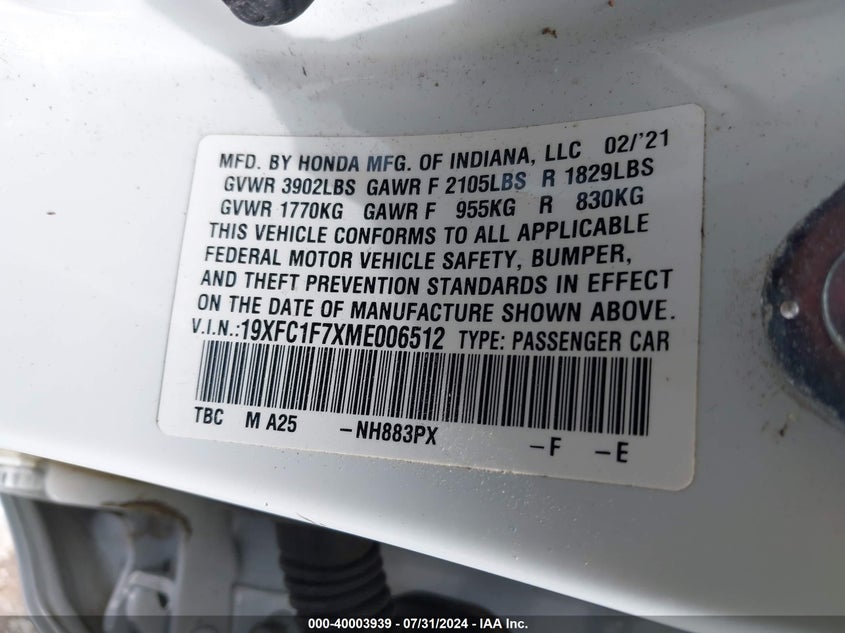 MFD. BY HONDA MFG. OF INDIANA, LLC 02/'21
GVWR 3902LBS GAWR F 2105LBS R 1829LBS
GVWR 1770KG GAWR F 955KG R 830KG
THIS VEHICLE CONFORMS TO ALL APPLICABLE
FEDERAL MOTOR VEHICLE SAFETY, BUMPER,
AND THEFT PREVENTION STANDARDS IN EFFECT
ON THE DATE OF MANUFACTURE SHOWN ABOVE.
V.I.N.:19XFC1F7XME006512 TYPE: PASSENGER CAR
TBC M A25 -NH883PX -F -E
000-40003939 - 07/31/2024 - IAA Inc.